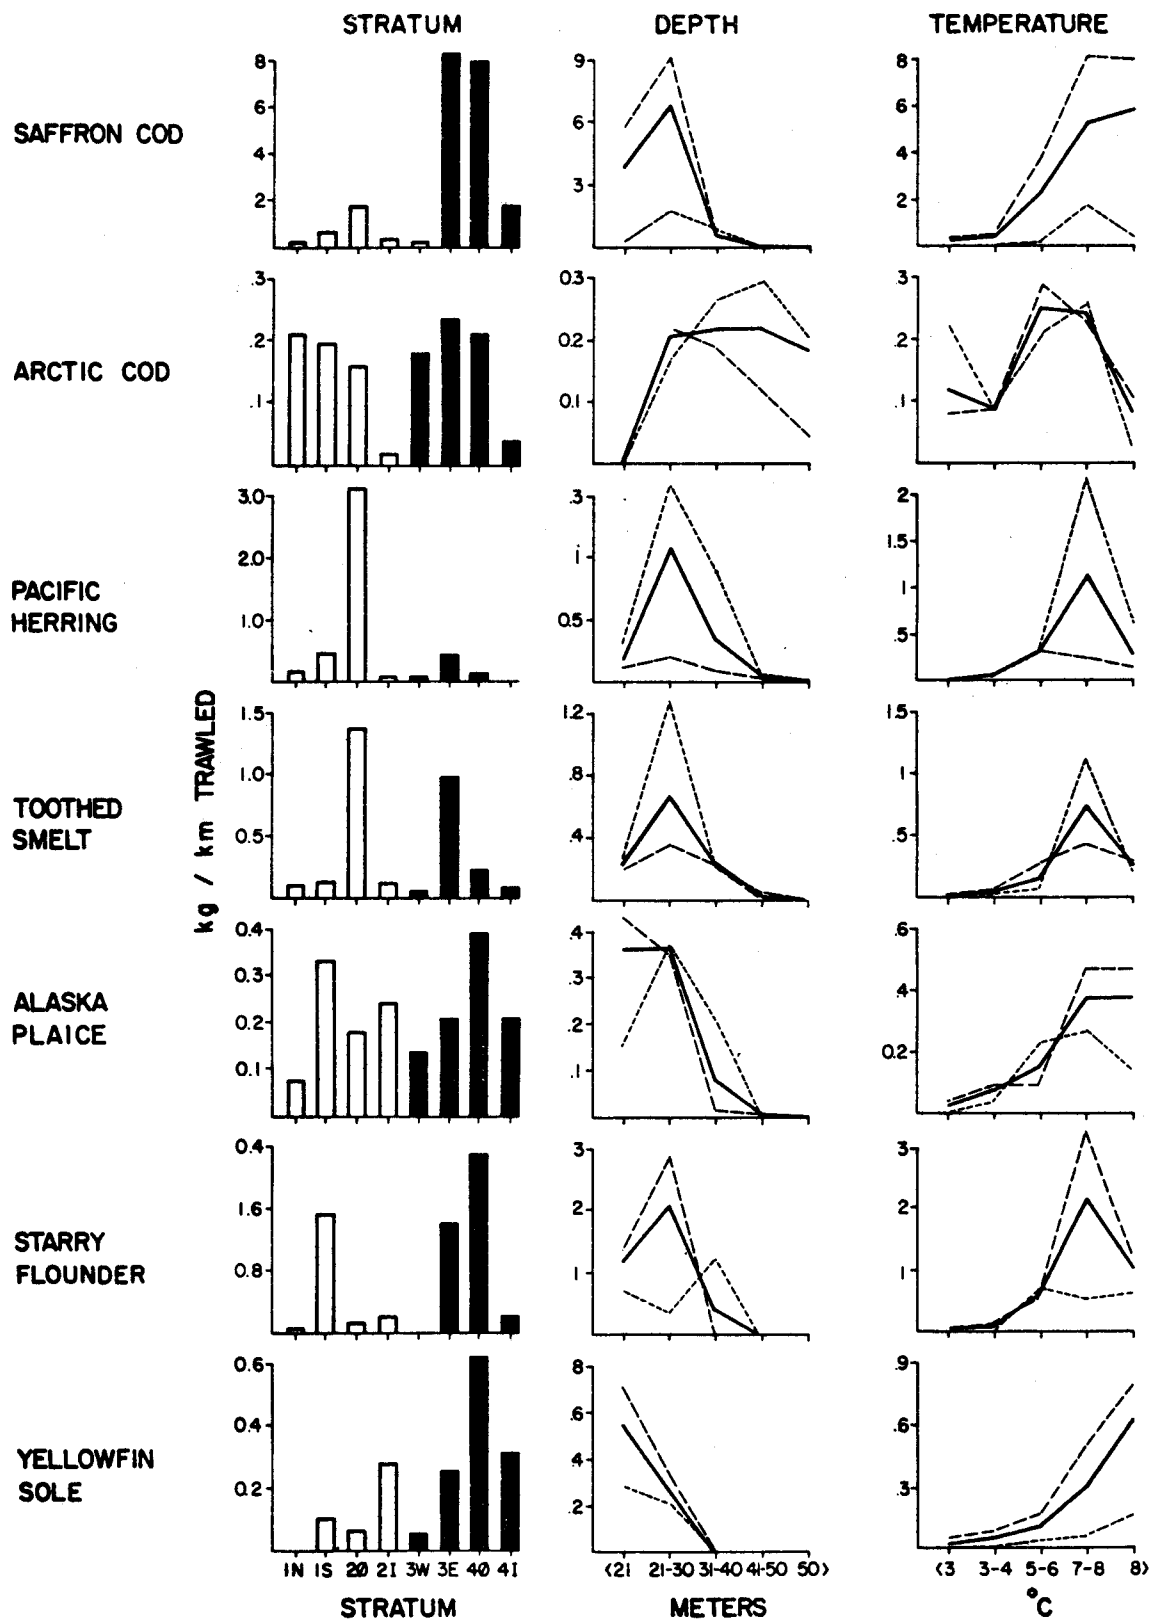 STRATUM DEPTH TEMPERATURE
SAFFRON COD
8 6 4 2
9 6 3
8 6 4 2
ARCTIC COD
.3 .2 .1
0.3 0.2 0.1
.3 .2 .1
PACIFIC
HERRING
3.0 2.0 1.0
.3 1 0.5
2 1.5 1 .5
kg / km TRAWLED
TOOTHED
SMELT
1.5 1.0 0.5
1.2 .8 .4
1.5 1 .5
ALASKA
PLAICE
0.4 0.3 0.2 0.1
.4 .3 .2 .1
.6 .4 0.2
STARRY
FLOUNDER
0.4 1.6 0.8
3 2 1
3 2 1
YELLOWFIN
SOLE
0.6 0.4 0.2
8 .6 4 .2
.9 0.6 .3
1N 1S 2O 2I 3W 3E 4O 4I
<21 21-30 31-40 41-50 50>
<3 3-4 5-6 7-8 8>
STRATUM METERS °C